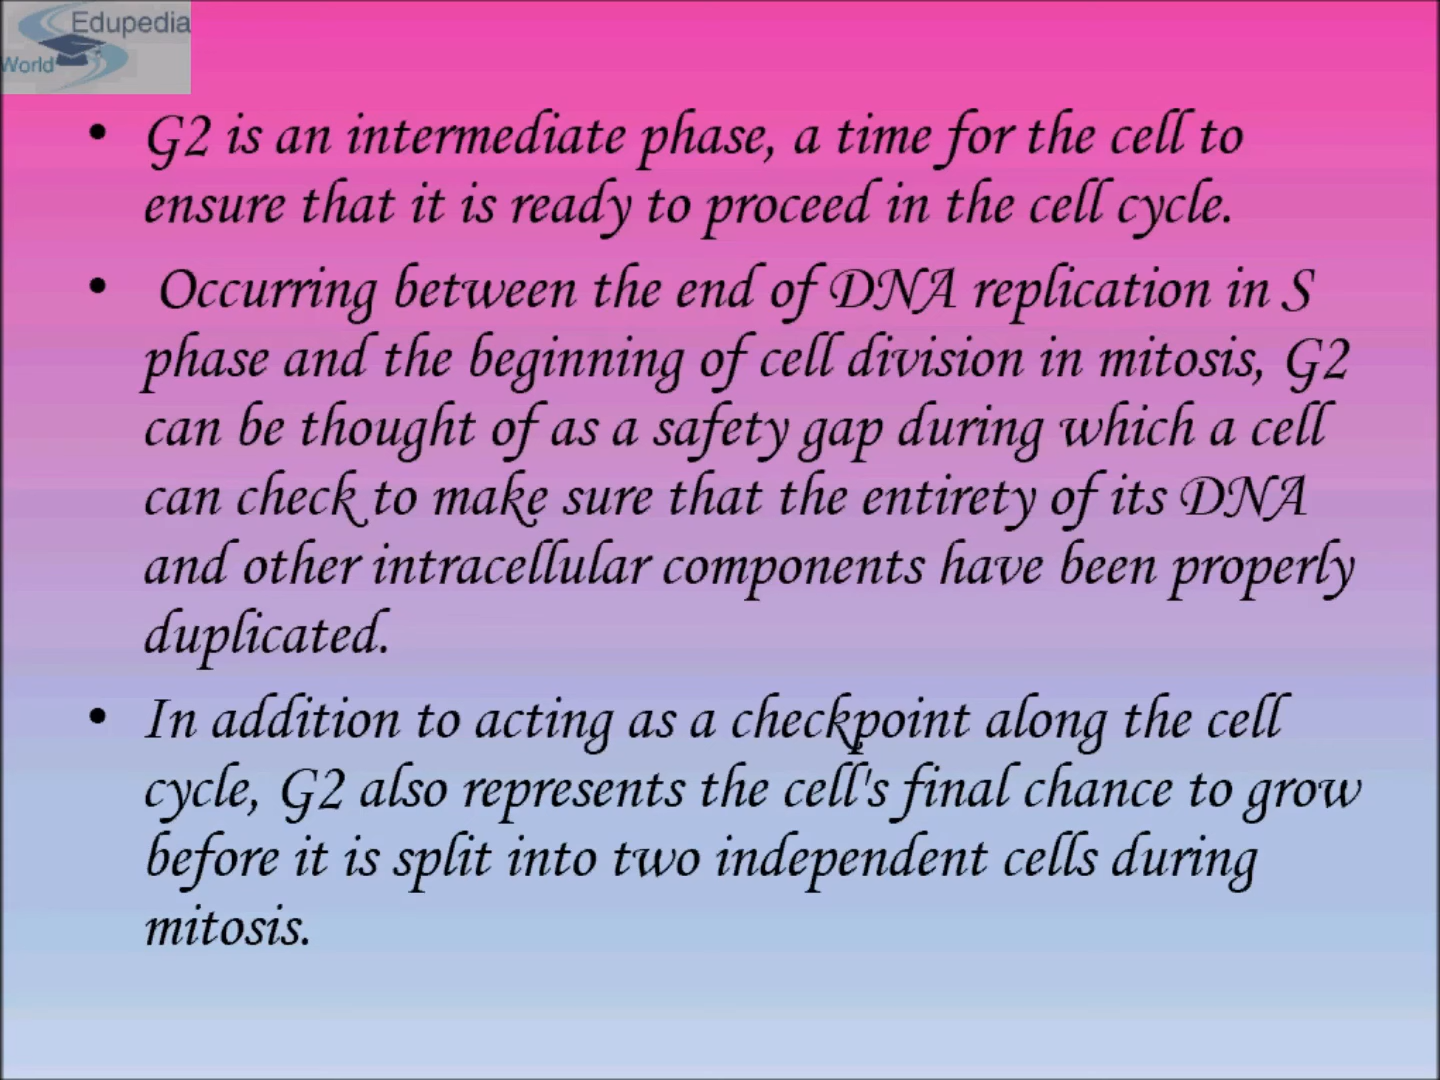 Edupedia
World
• G2 is an intermediate phase, a time for the cell to
ensure that it is ready to proceed in the cell cycle.
• Occurring between the end of DNA replication in S
phase and the beginning of cell division in mitosis, G2
can be thought of as a safety gap during which a cell
can check to make sure that the entirety of its DNA
and other intracellular components have been properly
duplicated.
• In addition to acting as a checkpoint along the cell
cycle, G2 also represents the cell's final chance to grow
before it is split into two independent cells during
mitosis.